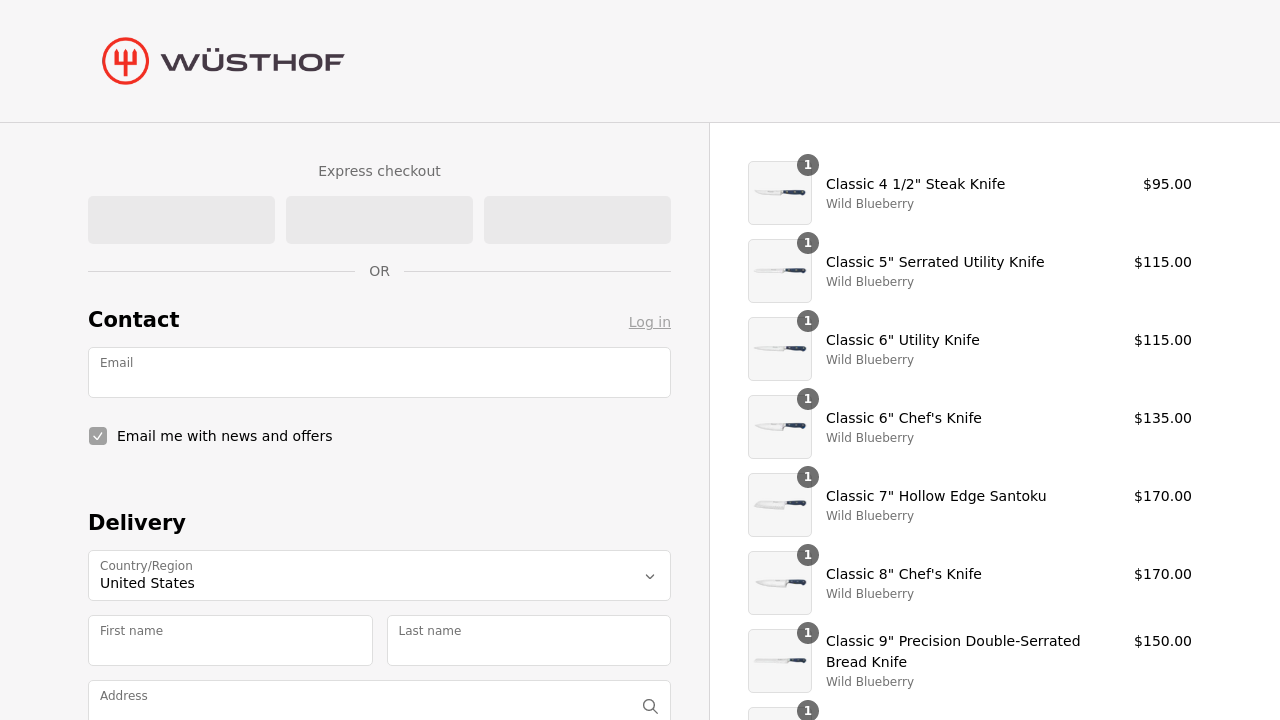 WÜSTHOF
Express checkout
OR
Contact
Log in
Email
Email me with news and offers
Delivery
Country/Region
United States
First name
Last name
Address
1
Classic 4 1/2" Steak Knife
$95.00
Wild Blueberry
1
Classic 5" Serrated Utility Knife
$115.00
Wild Blueberry
1
Classic 6" Utility Knife
$115.00
Wild Blueberry
1
Classic 6" Chef's Knife
$135.00
Wild Blueberry
1
Classic 7" Hollow Edge Santoku
$170.00
Wild Blueberry
1
Classic 8" Chef's Knife
$170.00
Wild Blueberry
1
Classic 9" Precision Double-Serrated
Bread Knife
$150.00
Wild Blueberry
1